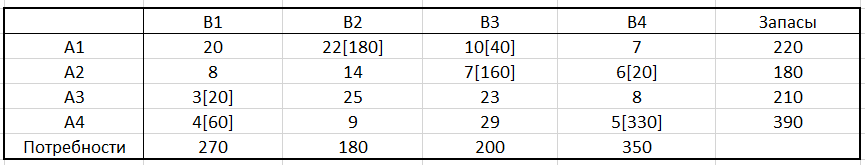 B1 B2 B3 B4 Запасы
A1 20 22[180] 10[40] 7 220
A2 8 14 7[160] 6[20] 180
A3 3[20] 25 23 8 210
A4 4[60] 9 29 5[330] 390
Потребности 270 180 200 350